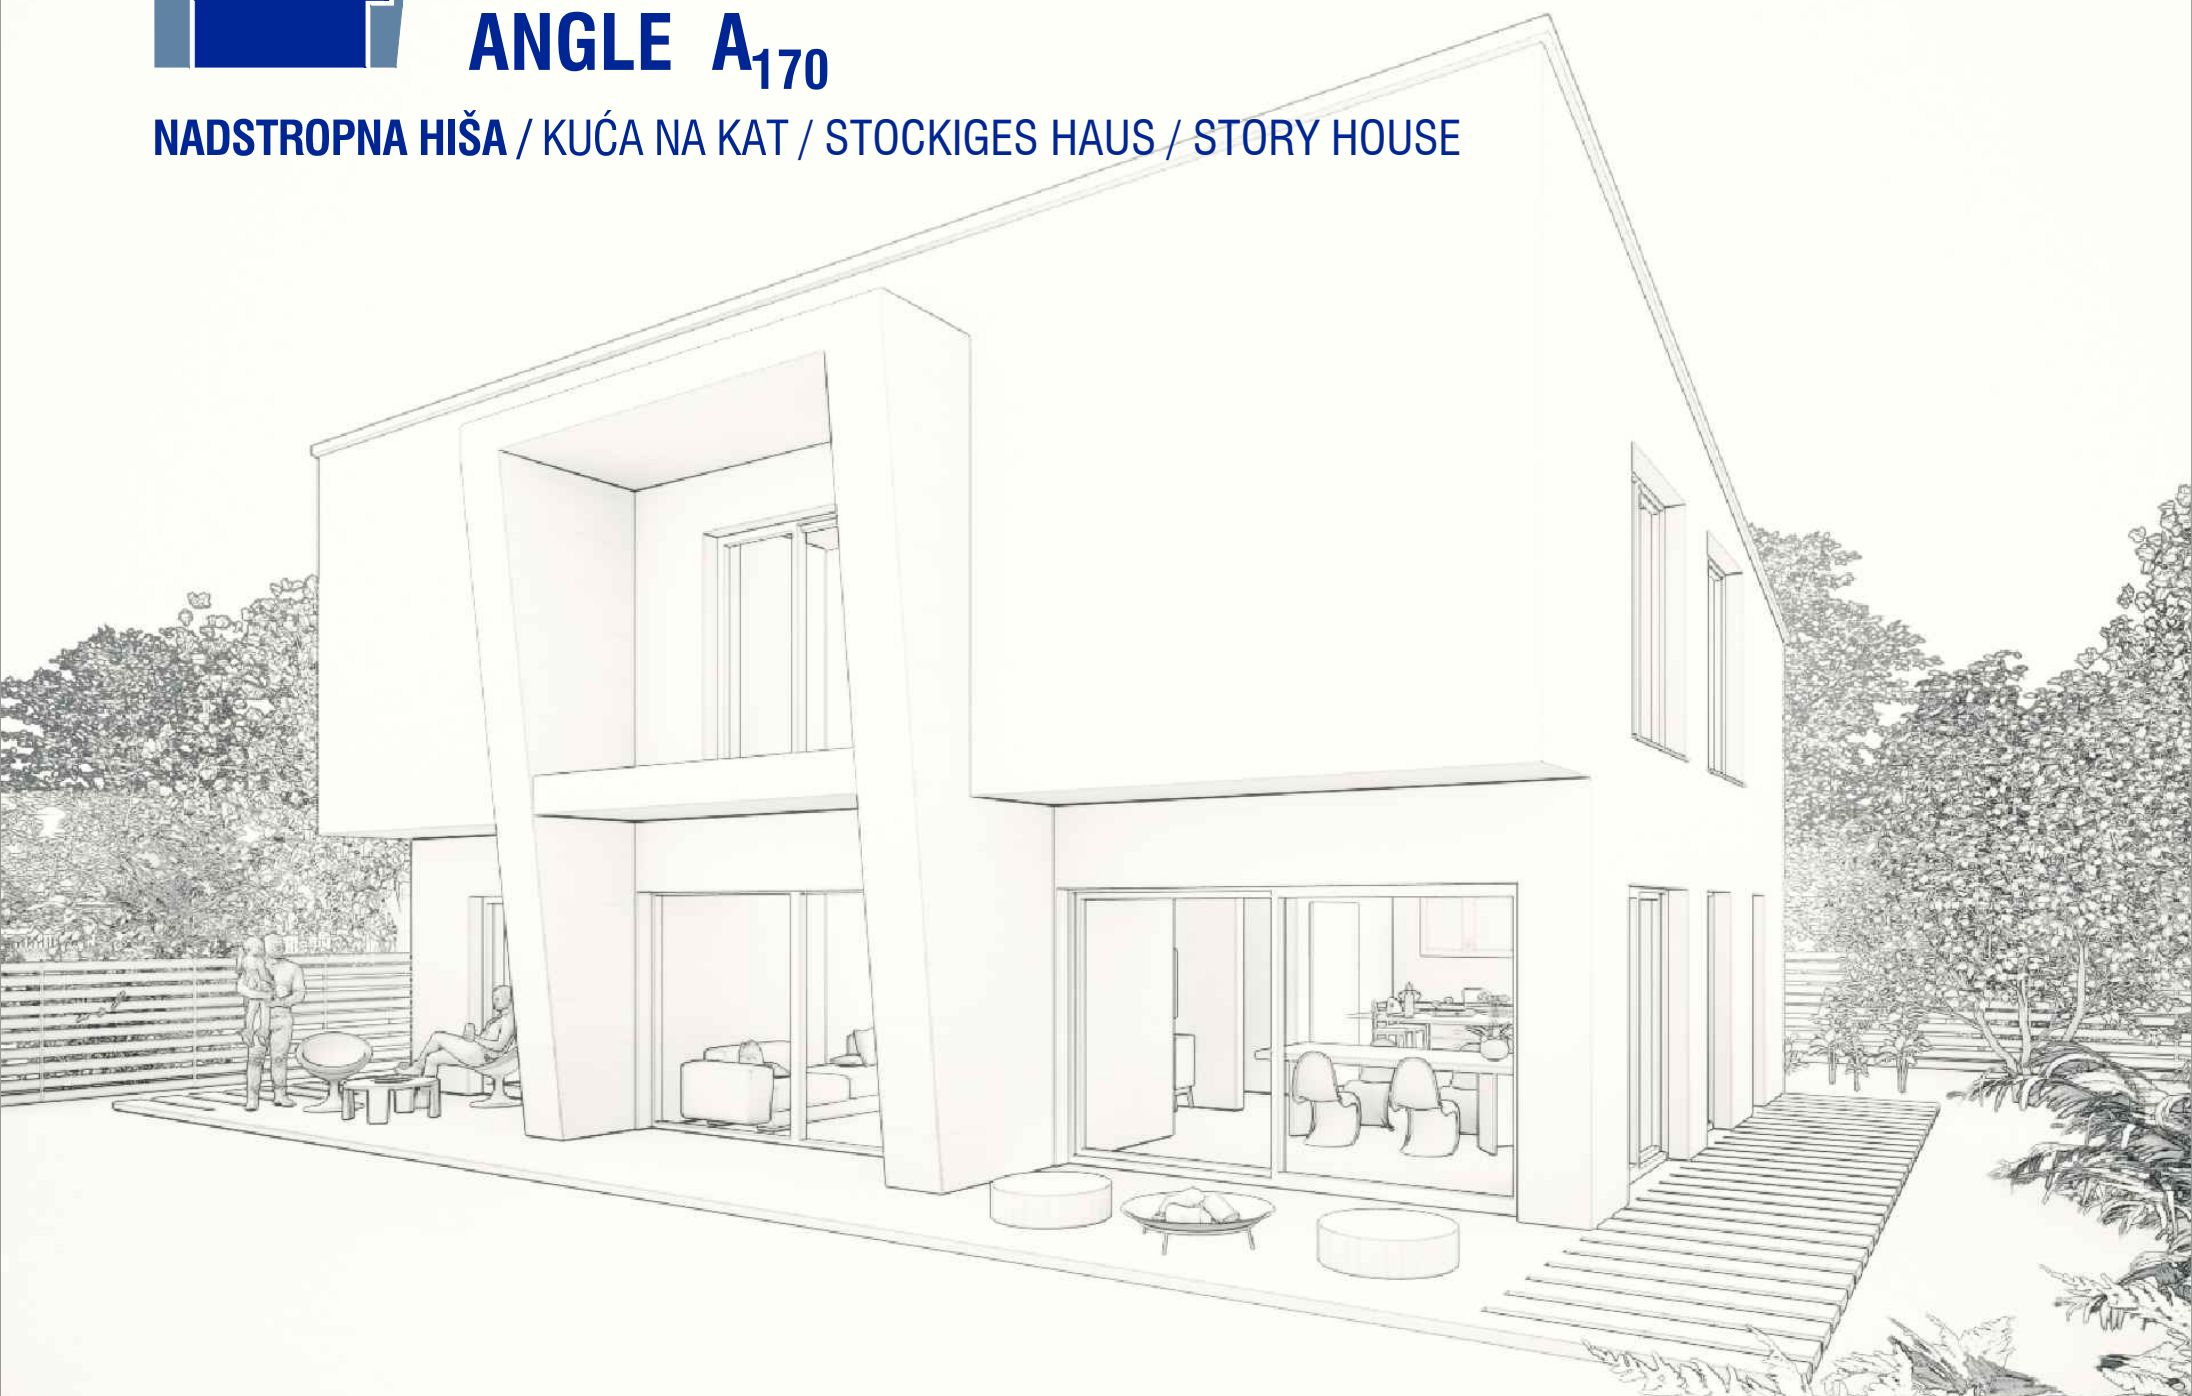 ANGLE A170
NADSTROPNA HIŠA / KUĆA NA KAT / STOCKIGES HAUS / STORY HOUSE